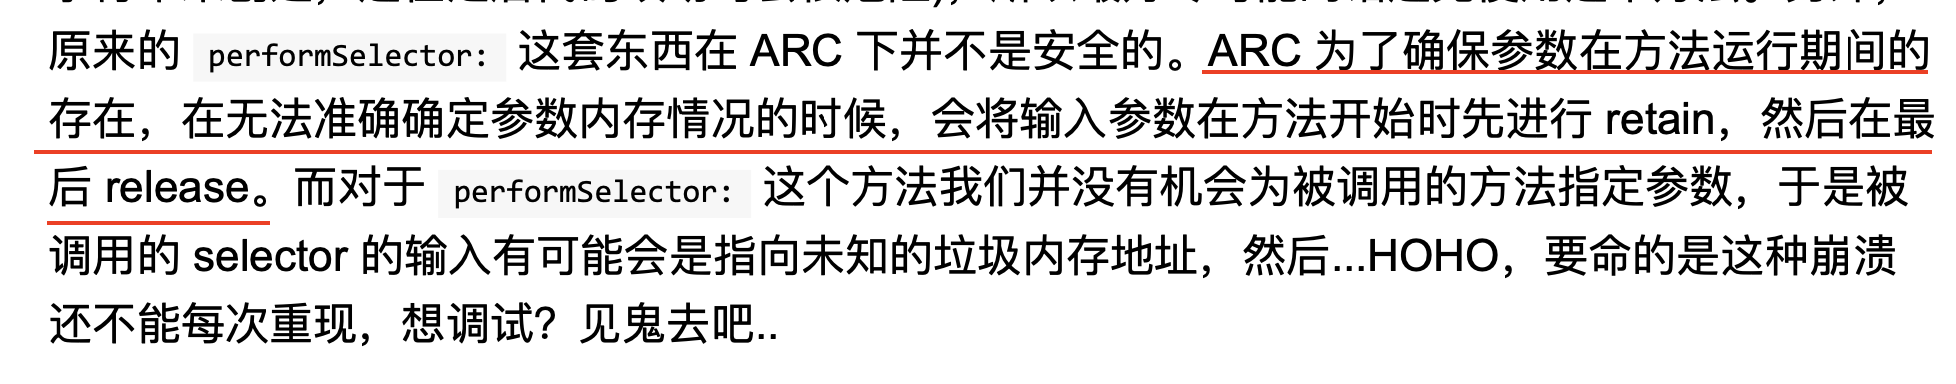 原来的 performSelector: 这套东西在 ARC 下并不是安全的。ARC 为了确保参数在方法运行期间的
存在，在无法准确确定参数内存情况的时候，会将输入参数在方法开始时先进行 retain，然后在最
后 release。而对于 performSelector: 这个方法我们并没有机会为被调用的方法指定参数，于是被
调用的 selector 的输入有可能会是指向未知的垃圾内存地址，然后...HOHO，要命的是这种崩溃
还不能每次重现，想调试？见鬼去吧..